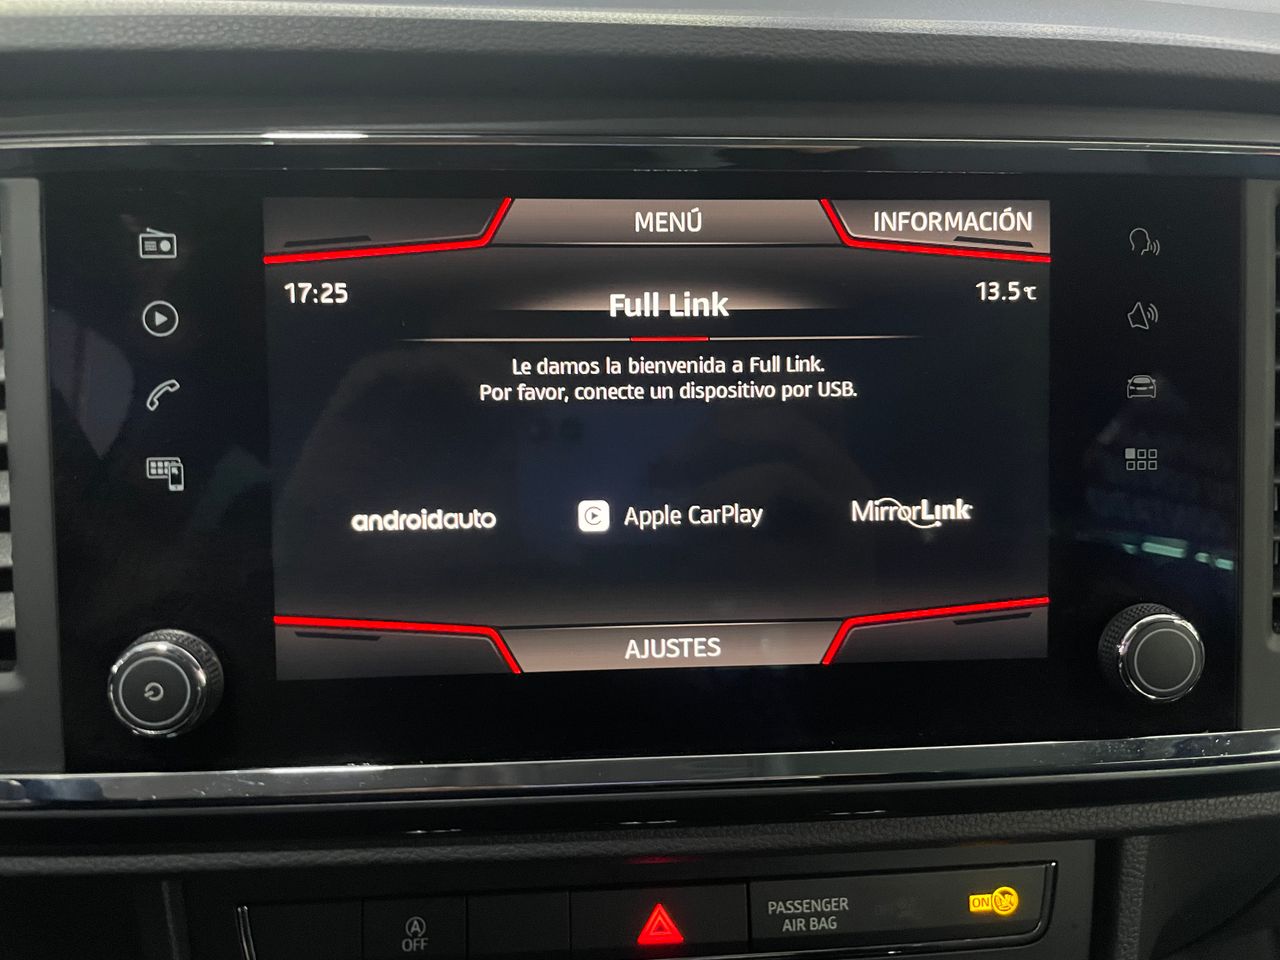 MENÚ
INFORMACIÓN
17:25
13.5°C
Full Link
Le damos la bienvenida a Full Link.
Por favor, conecte un dispositivo por USB.
androidauto
Apple CarPlay
MirrorLink
AJUSTES
A
OFF
PASSENGER
AIR BAG
ON